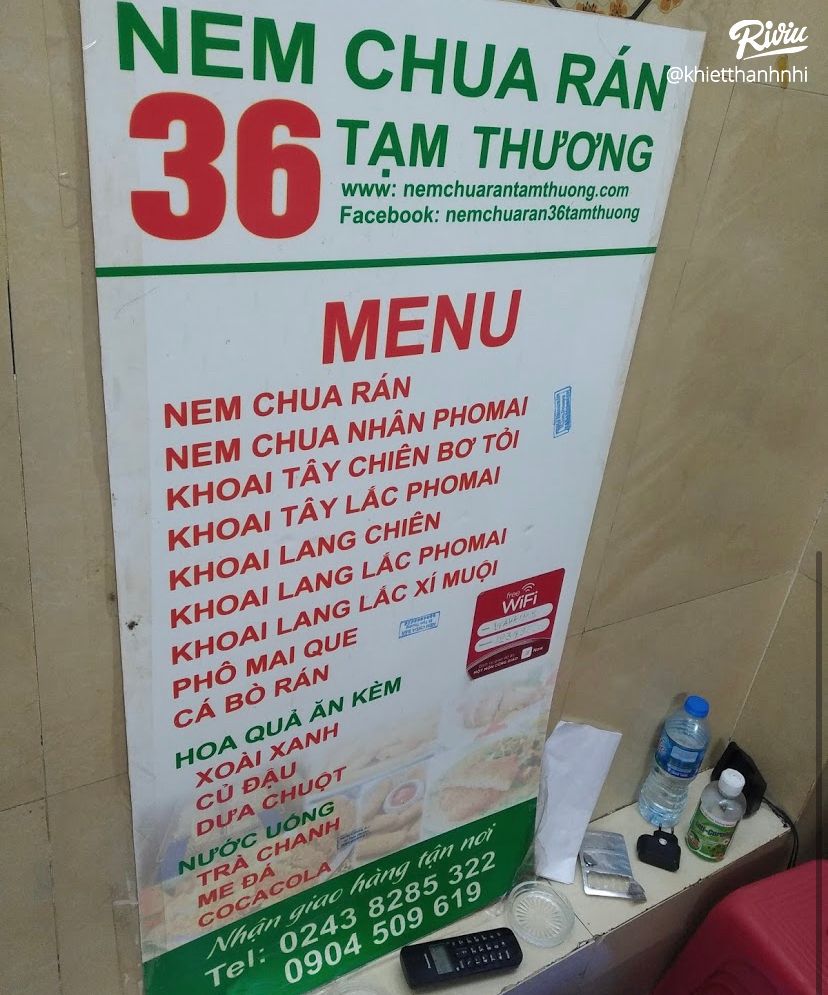 Riviu
@khietthanhnhi
NEM CHUA RÁN
36
TẠM THƯƠNG
www: nemchuarantamthuong.com
Facebook: nemchuaran36tamthuong
MENU
NEM CHUA RÁN
NEM CHUA NHÂN PHOMAI
KHOAI TÂY CHIÊN BƠ TỎI
KHOAI TÂY LẮC PHOMAI
KHOAI LANG CHIÊN
KHOAI LANG LẮC PHOMAI
KHOAI LANG LẮC XÍ MUỘI
PHÔ MAI QUE
CÁ BÒ RÁN
free
WiFi
HOA QUẢ ĂN KÈM
XOÀI XANH
CỦ ĐẬU
DƯA CHUỘT
NƯỚC UỐNG
TRÀ CHANH
ME ĐÁ
COCACOLA
Nhận giao hàng tận nơi
Tel: 0243 8285 322
0904 509 619